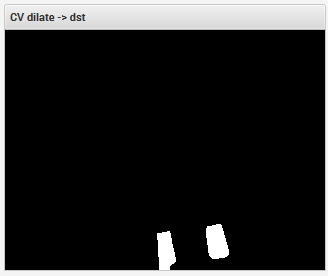 CV dilate -> dst